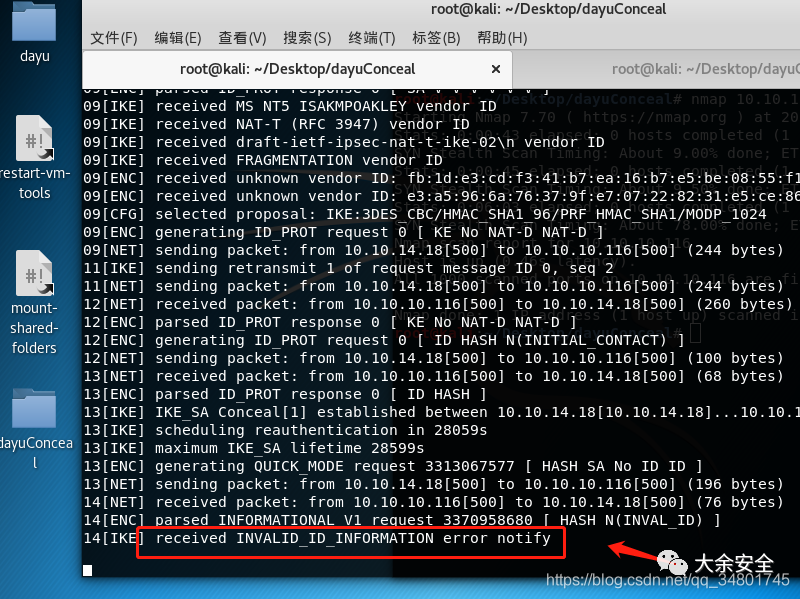 root@kali: ~/Desktop/dayuConceal
文件(F) 编辑(E) 查看(V) 搜索(S) 终端(T) 标签(B) 帮助(H)
root@kali: ~/Desktop/dayuConceal ×
root@kali: ~/Desktop/dayuC
dayu
restart-vm-
tools
mount-
shared-
folders
dayuConcea
l
09[ENC] parsed ID_PROT response 0 [ SA V V V V V V ]
09[IKE] received MS NT5 ISAKMPOAKLEY vendor ID
09[IKE] received NAT-T (RFC 3947) vendor ID
09[IKE] received draft-ietf-ipsec-nat-t-ike-02\n vendor ID
09[IKE] received FRAGMENTATION vendor ID
09[ENC] received unknown vendor ID: fb:1d:e3:cd:f3:41:b7:ea:16:b7:e5:be:08:55:f1
09[ENC] received unknown vendor ID: e3:a5:96:6a:76:37:9f:e7:07:22:82:31:e5:ce:86
09[CFG] selected proposal: IKE:3DES_CBC/HMAC_SHA1_96/PRF_HMAC_SHA1/MODP_1024
09[ENC] generating ID_PROT request 0 [ KE No NAT-D NAT-D ]
09[NET] sending packet: from 10.10.14.18[500] to 10.10.10.116[500] (244 bytes)
11[IKE] sending retransmit 1 of request message ID 0, seq 2
11[NET] sending packet: from 10.10.14.18[500] to 10.10.10.116[500] (244 bytes)
12[NET] received packet: from 10.10.10.116[500] to 10.10.14.18[500] (260 bytes)
12[ENC] parsed ID_PROT response 0 [ KE No NAT-D NAT-D ]
12[ENC] generating ID_PROT request 0 [ ID HASH N(INITIAL_CONTACT) ]
12[NET] sending packet: from 10.10.14.18[500] to 10.10.10.116[500] (100 bytes)
13[NET] received packet: from 10.10.10.116[500] to 10.10.14.18[500] (68 bytes)
13[ENC] parsed ID_PROT response 0 [ ID HASH ]
13[IKE] IKE_SA Conceal[1] established between 10.10.14.18[10.10.14.18]...10.10.1
13[IKE] scheduling reauthentication in 28059s
13[IKE] maximum IKE_SA lifetime 28599s
13[ENC] generating QUICK_MODE request 3313067577 [ HASH SA No ID ID ]
13[NET] sending packet: from 10.10.14.18[500] to 10.10.10.116[500] (196 bytes)
14[NET] received packet: from 10.10.10.116[500] to 10.10.14.18[500] (76 bytes)
14[ENC] parsed INFORMATIONAL_V1 request 3370958680 [ HASH N(INVAL_ID) ]
14[IKE] received INVALID_ID_INFORMATION error notify
大余安全
https://blog.csdn.net/qq_34801745